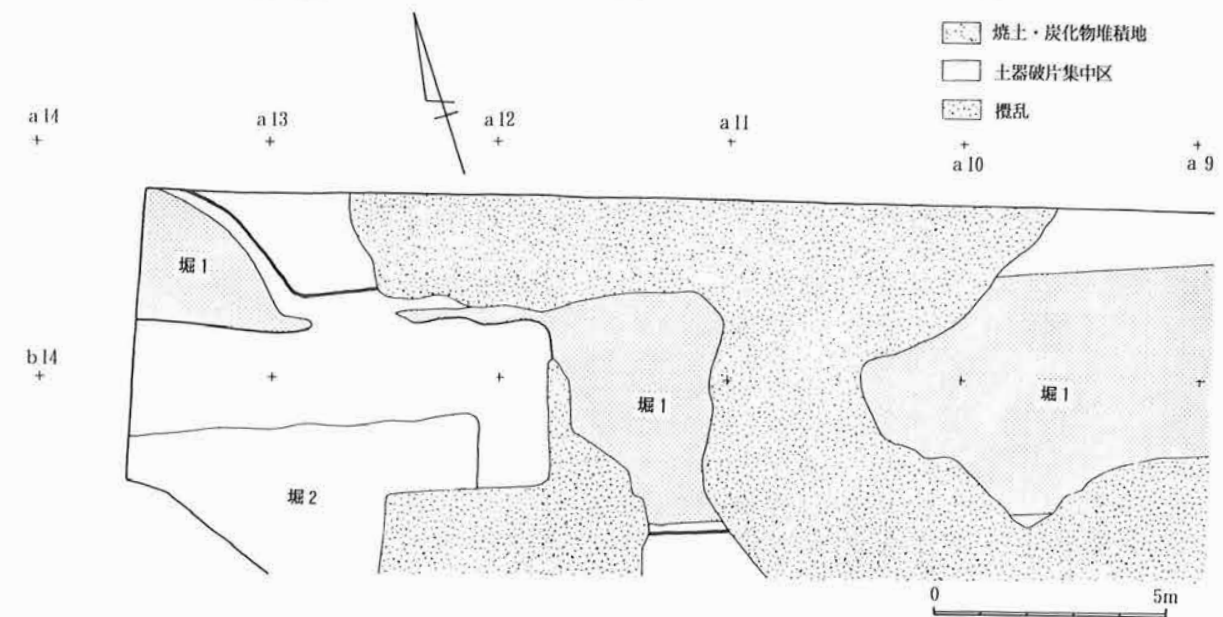 焼土・炭化物堆積地
土器破片集中区
攪乱
a 14
a 13
a 12
a 11
a 10
a 9
堀 1
b 14
堀 1
堀 1
堀 2
0
5m